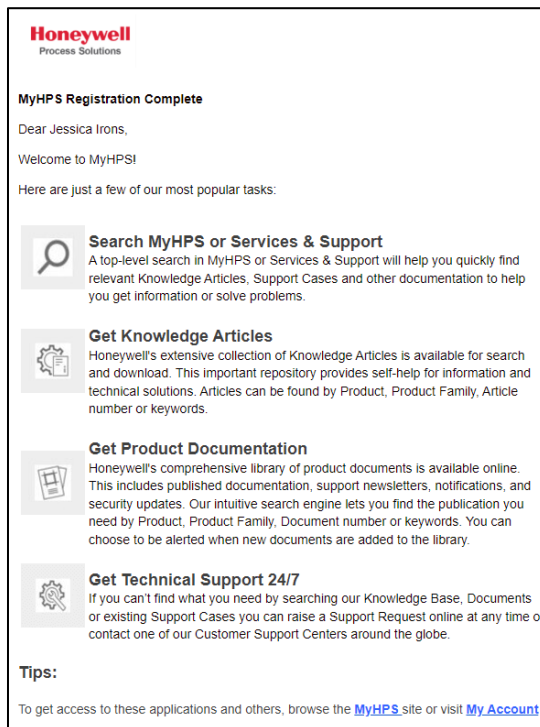 Honeywell
Process Solutions
MyHPS Registration Complete
Dear Jessica Irons,
Welcome to MyHPS!
Here are just a few of our most popular tasks:
Search MyHPS or Services & Support
A top-level search in MyHPS or Services & Support will help you quickly find
relevant Knowledge Articles, Support Cases and other documentation to help
you get information or solve problems.
Get Knowledge Articles
Honeywell's extensive collection of Knowledge Articles is available for search
and download. This important repository provides self-help for information and
technical solutions. Articles can be found by Product, Product Family, Article
number or keywords.
Get Product Documentation
Honeywell's comprehensive library of product documents is available online.
This includes published documentation, support newsletters, notifications, and
security updates. Our intuitive search engine lets you find the publication you
need by Product, Product Family, Document number or keywords. You can
choose to be alerted when new documents are added to the library.
Get Technical Support 24/7
If you can't find what you need by searching our Knowledge Base, Documents
or existing Support Cases you can raise a Support Request online at any time o
contact one of our Customer Support Centers around the globe.
Tips:
To get access to these applications and others, browse the MyHPS site or visit My Account